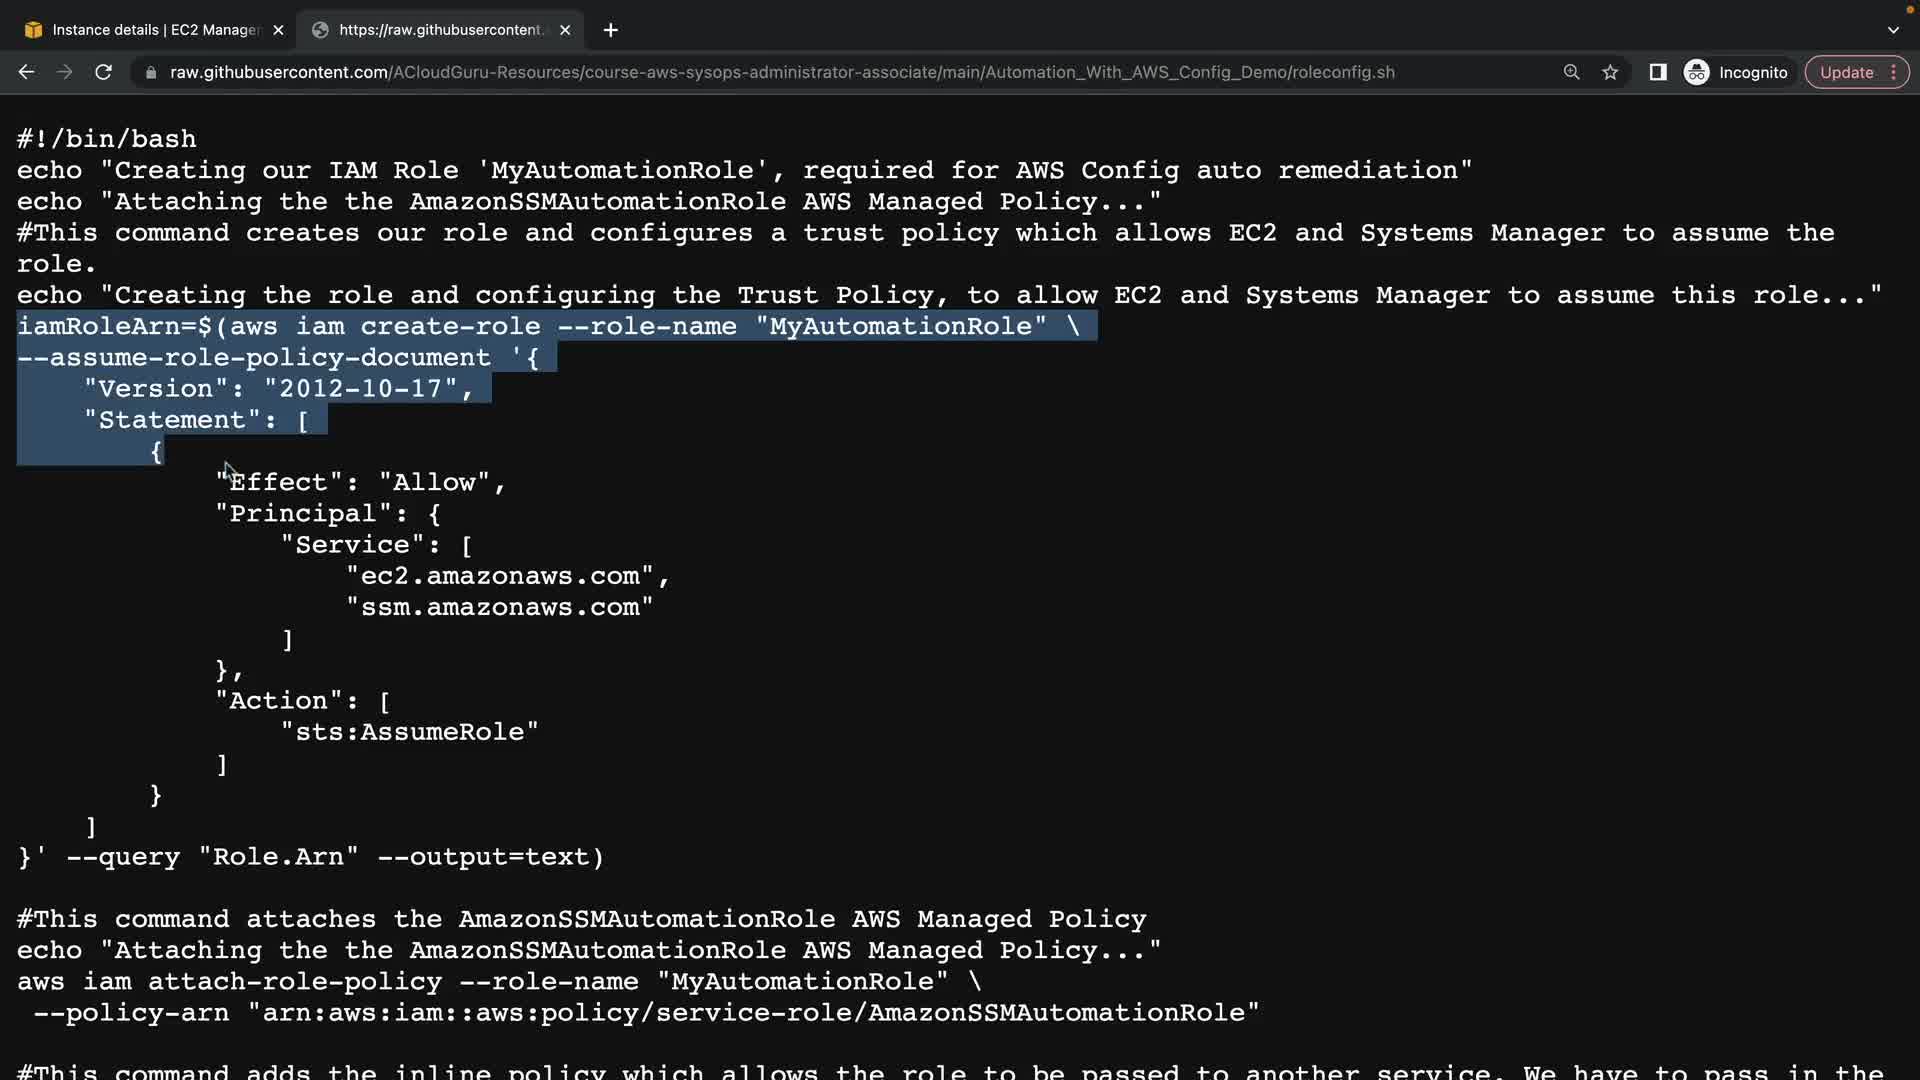 Instance details | EC2 Manager
https://raw.githubusercontent.
raw.githubusercontent.com/ACloudGuru-Resources/course-aws-sysops-administrator-associate/main/Automation_With_AWS_Config_Demo/roleconfig.sh
Incognito
Update
#!/bin/bash
echo "Creating our IAM Role 'MyAutomationRole', required for AWS Config auto remediation"
echo "Attaching the the AmazonSSMAutomationRole AWS Managed Policy..."
#This command creates our role and configures a trust policy which allows EC2 and Systems Manager to assume the
role.
echo "Creating the role and configuring the Trust Policy, to allow EC2 and Systems Manager to assume this role..."
iamRoleArn=$(aws iam create-role --role-name "MyAutomationRole" \
--assume-role-policy-document '{
    "Version": "2012-10-17",
    "Statement": [
        {
            "Effect": "Allow",
            "Principal": {
                "Service": [
                    "ec2.amazonaws.com",
                    "ssm.amazonaws.com"
                ]
            },
            "Action": [
                "sts:AssumeRole"
            ]
        }
    ]
}' --query "Role.Arn" --output=text)
#This command attaches the AmazonSSMAutomationRole AWS Managed Policy
echo "Attaching the the AmazonSSMAutomationRole AWS Managed Policy..."
aws iam attach-role-policy --role-name "MyAutomationRole" \
 --policy-arn "arn:aws:iam::aws:policy/service-role/AmazonSSMAutomationRole"
#This command adds the inline policy which allows the role to be passed to another service. We have to pass in the